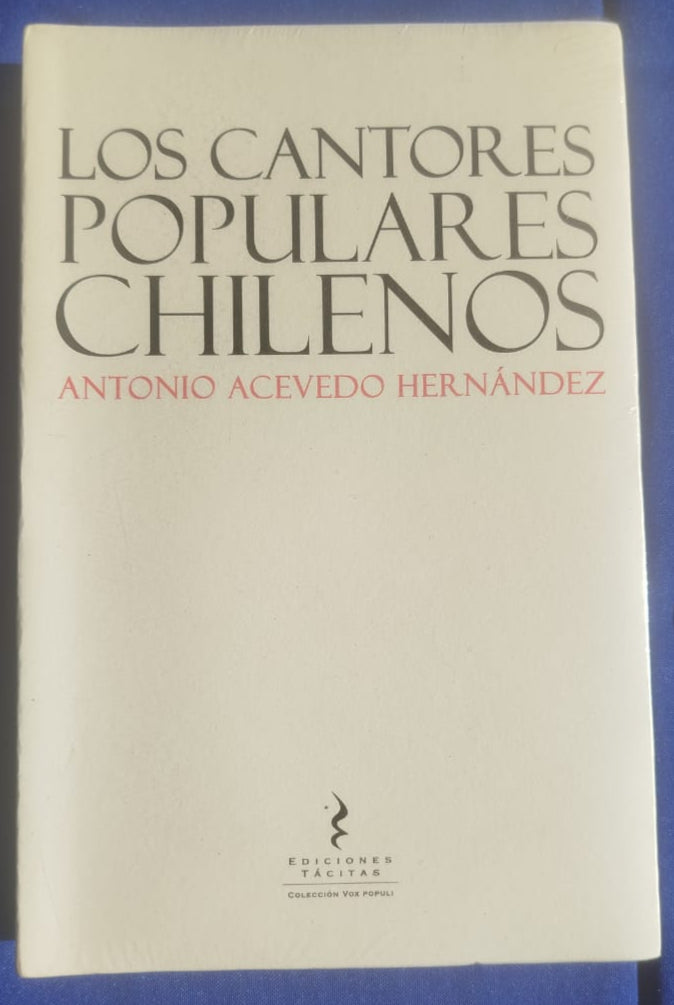 LOS CANTORES
POPULARES
CHILENOS
ANTONIO ACEVEDO HERNÁNDEZ
EDICIONES
TÁCITAS
COLECCIÓN VOX POPULI